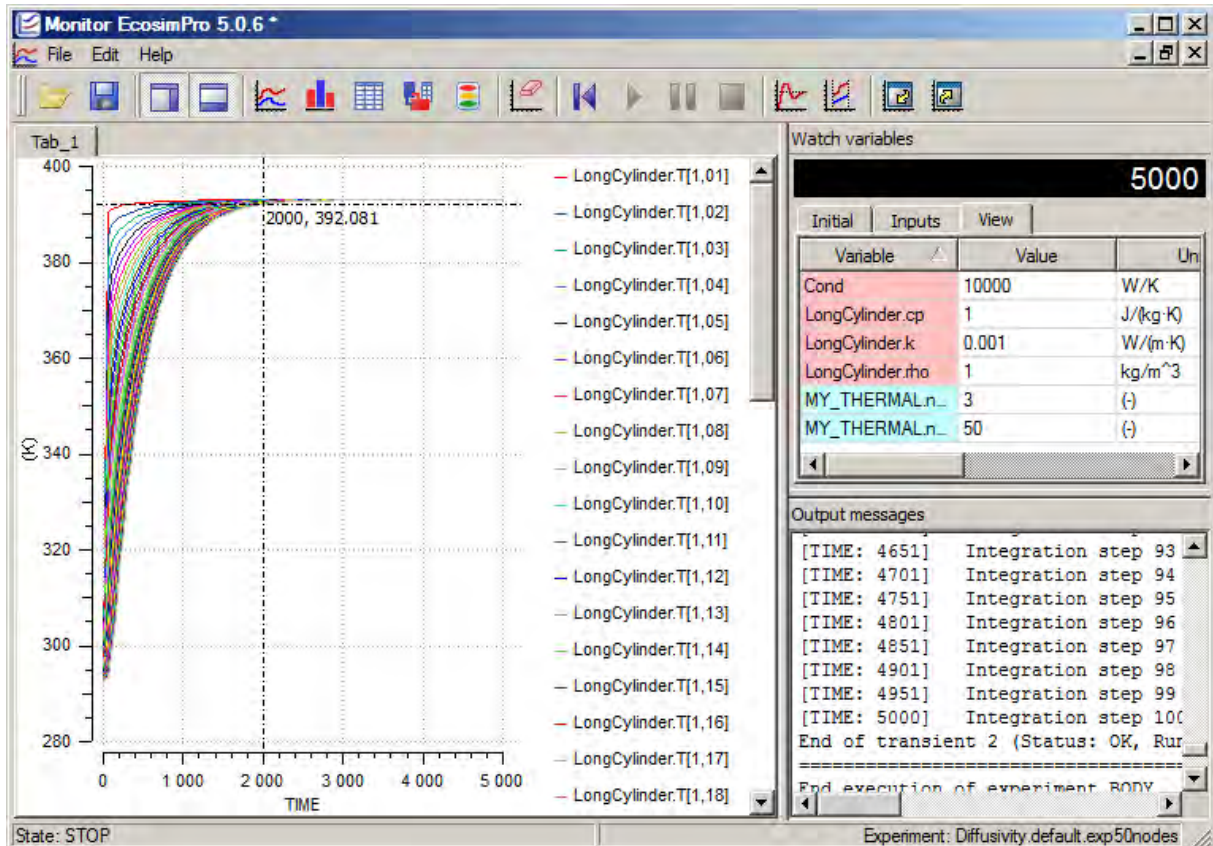 Monitor EcosimPro 5.0.6 *
File Edit Help
Tab_1
400
380
360
340
320
300
280
(K)
2000, 392.081
0 1 000 2 000 3 000 4 000 5 000
TIME
LongCylinder.T[1,01]
LongCylinder.T[1,02]
LongCylinder.T[1,03]
LongCylinder.T[1,04]
LongCylinder.T[1,05]
LongCylinder.T[1,06]
LongCylinder.T[1,07]
LongCylinder.T[1,08]
LongCylinder.T[1,09]
LongCylinder.T[1,10]
LongCylinder.T[1,11]
LongCylinder.T[1,12]
LongCylinder.T[1,13]
LongCylinder.T[1,14]
LongCylinder.T[1,15]
LongCylinder.T[1,16]
LongCylinder.T[1,17]
LongCylinder.T[1,18]
Watch variables
5000
Initial Inputs View
Variable Value Un
Cond 10000 W/K
LongCylinder.cp 1 J/(kg·K)
LongCylinder.k 0.001 W/(m·K)
LongCylinder.rho 1 kg/m^3
MY_THERMAL.n... 3 (-)
MY_THERMAL.n... 50 (-)
Output messages
[TIME: 4651] Integration step 93
[TIME: 4701] Integration step 94
[TIME: 4751] Integration step 95
[TIME: 4801] Integration step 96
[TIME: 4851] Integration step 97
[TIME: 4901] Integration step 98
[TIME: 4951] Integration step 99
[TIME: 5000] Integration step 100
End of transient 2 (Status: OK, Run
==========================================
End execution of experiment BODY
State: STOP
Experiment: Diffusivity.default.exp50nodes